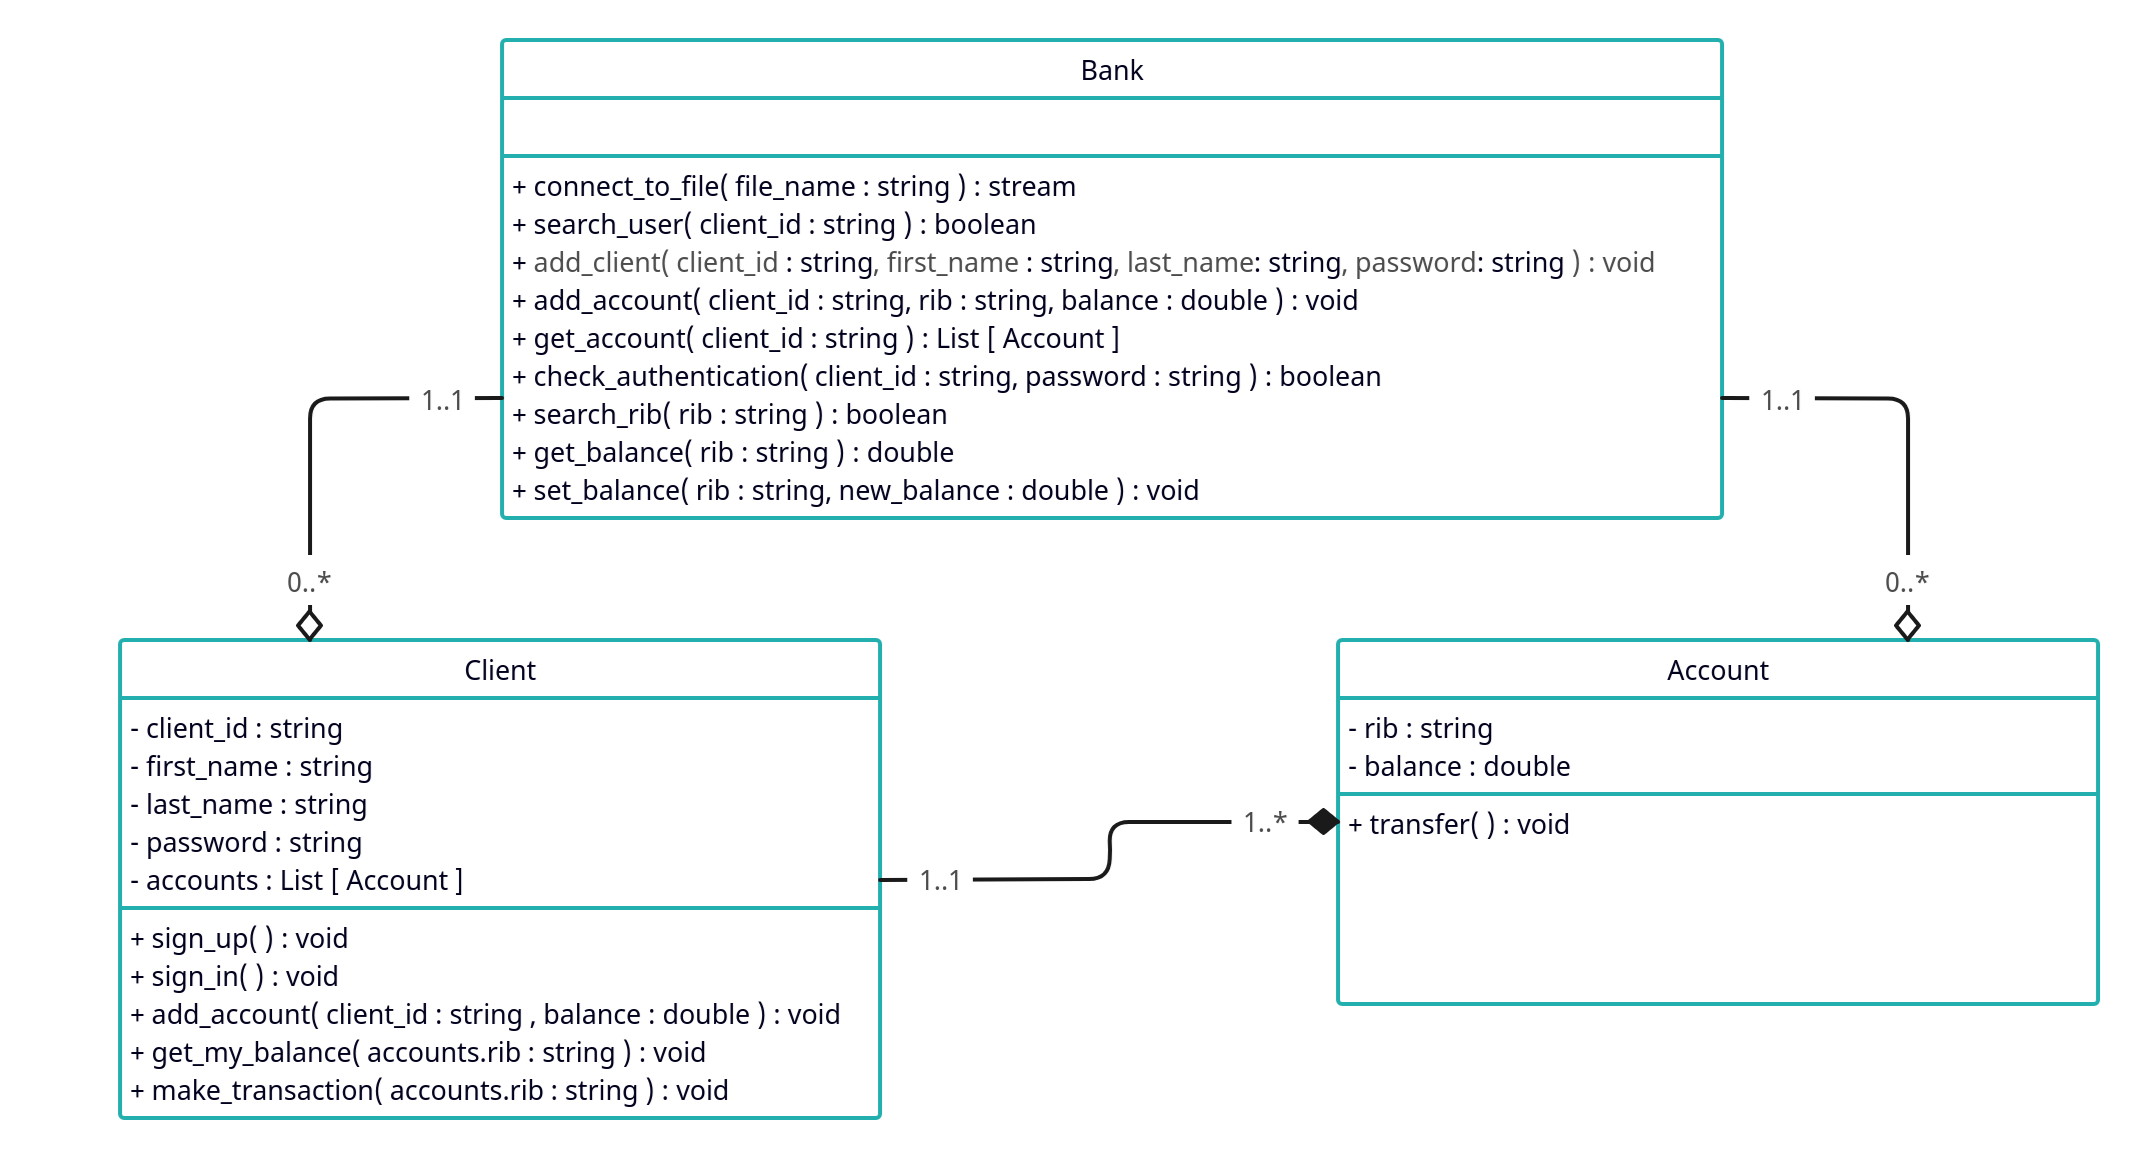 Bank
+ connect_to_file( file_name : string ) : stream
+ search_user( client_id : string ) : boolean
+ add_client( client_id : string, first_name : string, last_name: string, password: string ) : void
+ add_account( client_id : string, rib : string, balance : double ) : void
+ get_account( client_id : string ) : List [ Account ]
+ check_authentication( client_id : string, password : string ) : boolean
+ search_rib( rib : string ) : boolean
+ get_balance( rib : string ) : double
+ set_balance( rib : string, new_balance : double ) : void
1..1
1..1
0..*
0..*
Client
- client_id : string
- first_name : string
- last_name : string
- password : string
- accounts : List [ Account ]
+ sign_up( ) : void
+ sign_in( ) : void
+ add_account( client_id : string , balance : double ) : void
+ get_my_balance( accounts.rib : string ) : void
+ make_transaction( accounts.rib : string ) : void
1..1
1..*
Account
- rib : string
- balance : double
+ transfer( ) : void